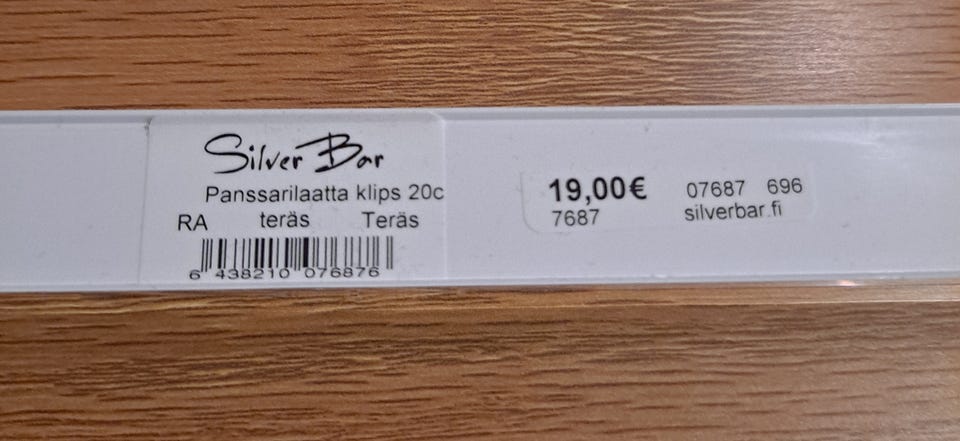 Silver Bar
Panssarilaatta klips 20c
RA teräs Teräs
6 438210 076876
19,00€
7687
07687 696
silverbar.fi